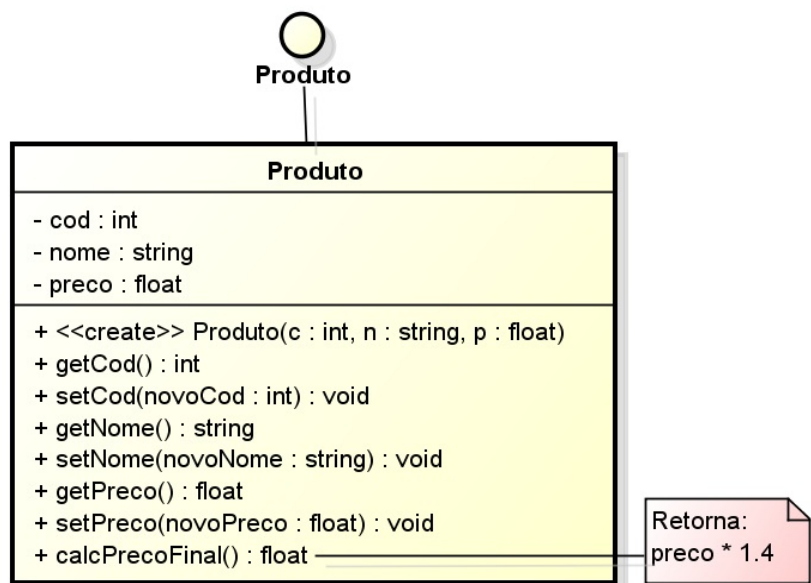 Produto
Produto
- cod : int
- nome : string
- preco : float
+ <<create>> Produto(c : int, n : string, p : float)
+ getCod() : int
+ setCod(novoCod : int) : void
+ getNome() : string
+ setNome(novoNome : string) : void
+ getPreco() : float
+ setPreco(novoPreco : float) : void
+ calcPrecoFinal() : float
Retorna:
preco * 1.4